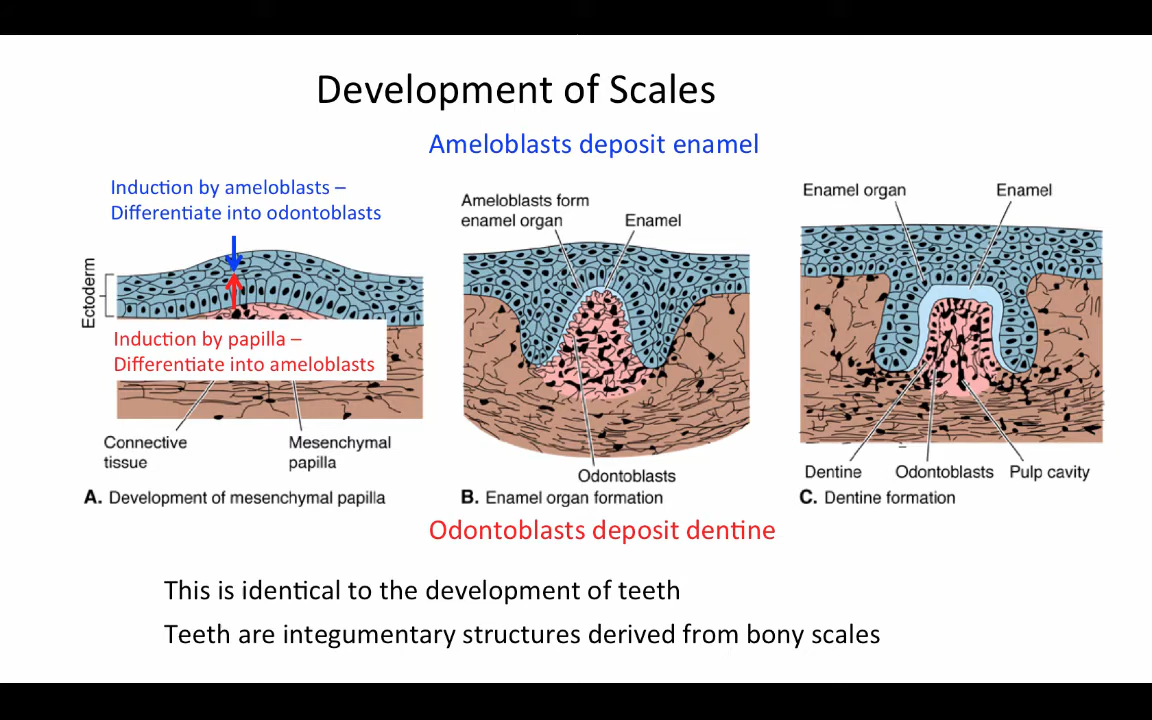 Development of Scales
Ameloblasts deposit enamel
Induction by ameloblasts –
Differentiate into odontoblasts
Ectoderm
Induction by papilla –
Differentiate into ameloblasts
Connective
tissue
Mesenchymal
papilla
A. Development of mesenchymal papilla
Ameloblasts form
enamel organ
Enamel
Odontoblasts
B. Enamel organ formation
Enamel organ
Enamel
Dentine
Odontoblasts
Pulp cavity
C. Dentine formation
Odontoblasts deposit dentine
This is identical to the development of teeth
Teeth are integumentary structures derived from bony scales